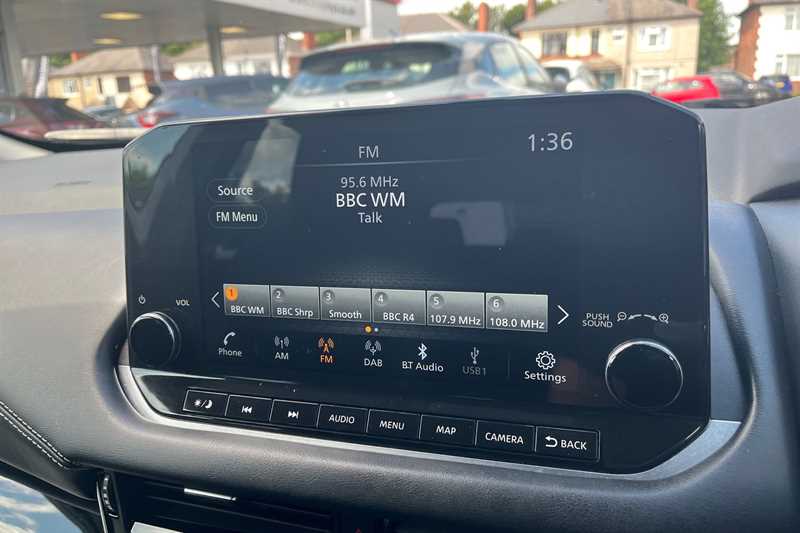 FM
1:36
95.6 MHz
BBC WM
Talk
Source
FM Menu
1 2 3 4 5 6
BBC WM BBC Shrp Smooth BBC R4 107.9 MHz 108.0 MHz
VOL
PUSH
SOUND
Phone AM FM DAB B.T Audio USB1 Settings
AUDIO MENU MAP CAMERA BACK